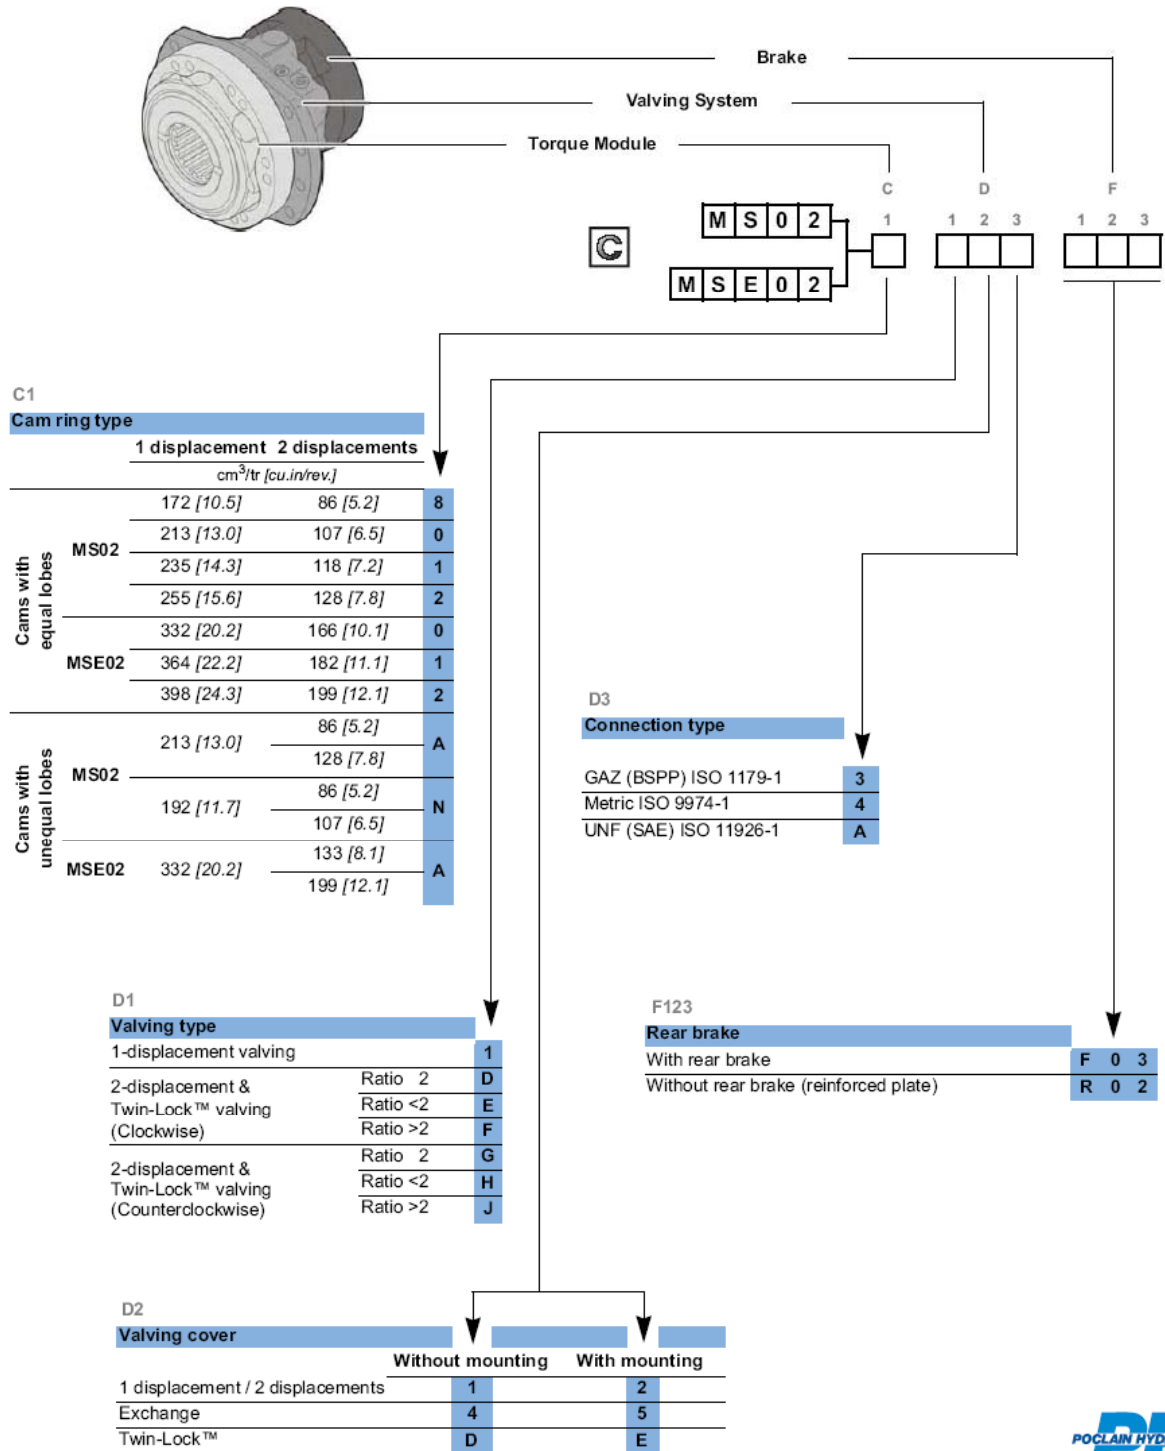 Brake
Valving System
Torque Module
C D F
1 1 2 3 1 2 3
M S 0 2
C
M S E 0 2
C1
Cam ring type
1 displacement 2 displacements
cm³/tr [cu.in/rev.]
Cams with equal lobes
MS02
172 [10.5] 86 [5.2] 8
213 [13.0] 107 [6.5] 0
235 [14.3] 118 [7.2] 1
255 [15.6] 128 [7.8] 2
MSE02
332 [20.2] 166 [10.1] 0
364 [22.2] 182 [11.1] 1
398 [24.3] 199 [12.1] 2
Cams with unequal lobes
MS02
213 [13.0] 86 [5.2] A
128 [7.8]
192 [11.7] 86 [5.2] N
107 [6.5]
MSE02
332 [20.2] 133 [8.1] A
199 [12.1]
D3
Connection type
GAZ (BSPP) ISO 1179-1 3
Metric ISO 9974-1 4
UNF (SAE) ISO 11926-1 A
D1
Valving type
1-displacement valving 1
2-displacement &
Twin-Lock™ valving
(Clockwise)
Ratio 2 D
Ratio <2 E
Ratio >2 F
2-displacement &
Twin-Lock™ valving
(Counterclockwise)
Ratio 2 G
Ratio <2 H
Ratio >2 J
F123
Rear brake
With rear brake F 0 3
Without rear brake (reinforced plate) R 0 2
D2
Valving cover
Without mounting With mounting
1 displacement / 2 displacements 1 2
Exchange 4 5
Twin-Lock™ D E
POCLAIN HYD